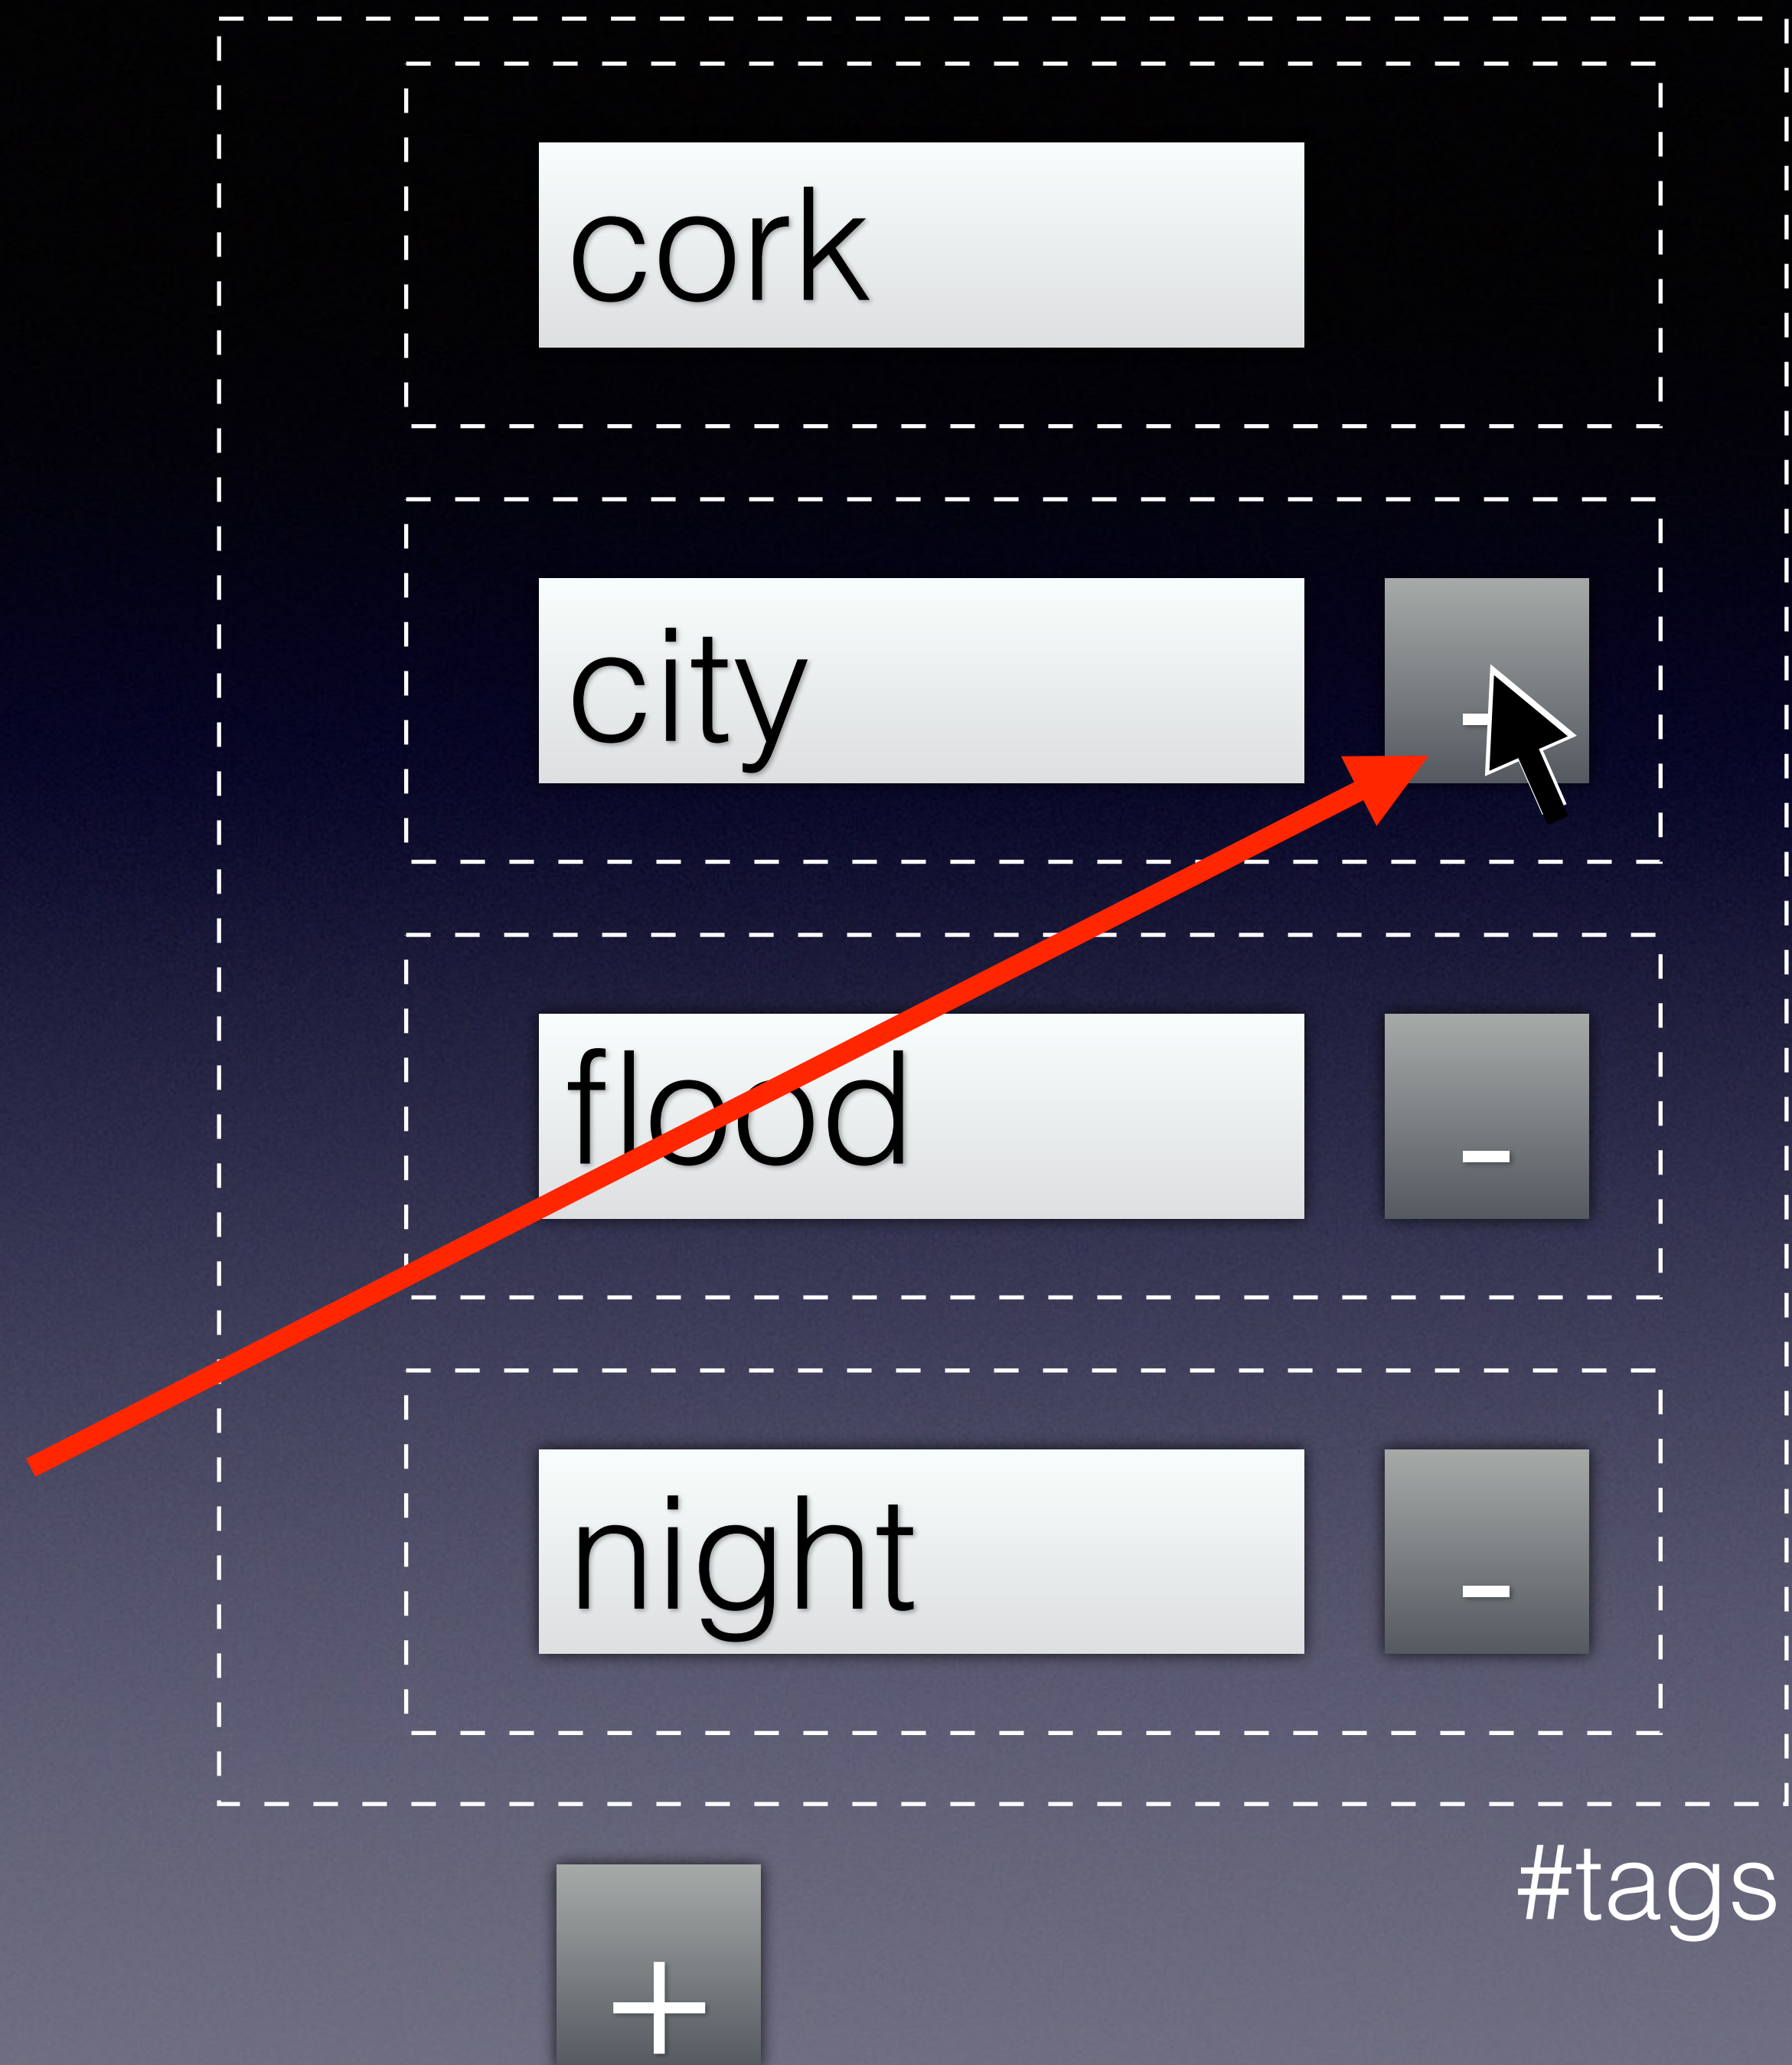 cork
city
-
flood
-
night
-
#tags
+